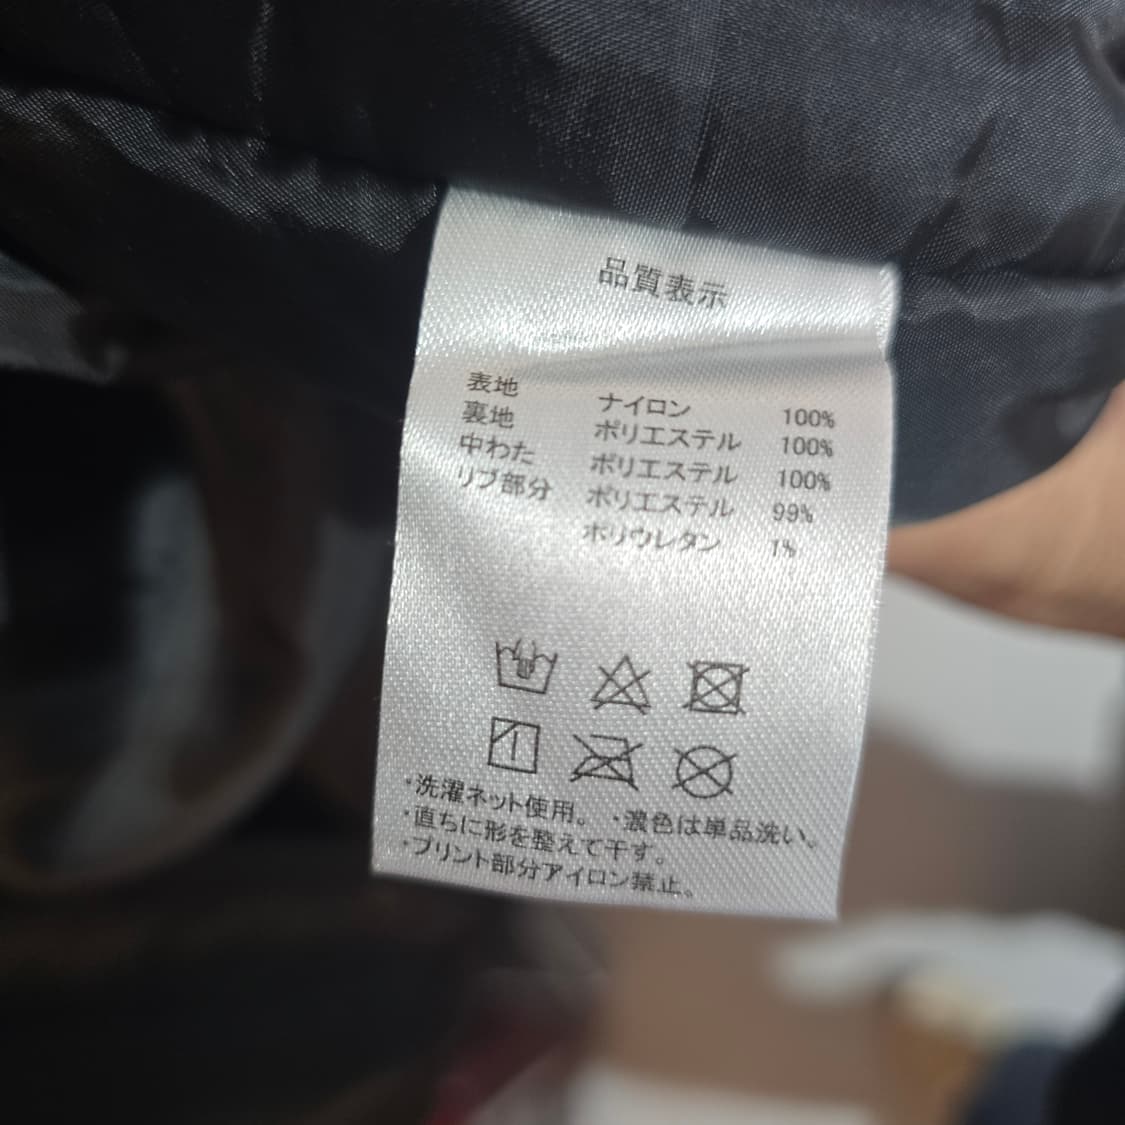 品質表示
表地 ナイロン 100%
裏地 ポリエステル 100%
中わた ポリエステル 100%
リブ部分 ポリエステル 99%
ポリウレタン 1%
・洗濯ネット使用。 ・濃色は単品洗い。
・直ちに形を整えて干す。
・プリント部分アイロン禁止。